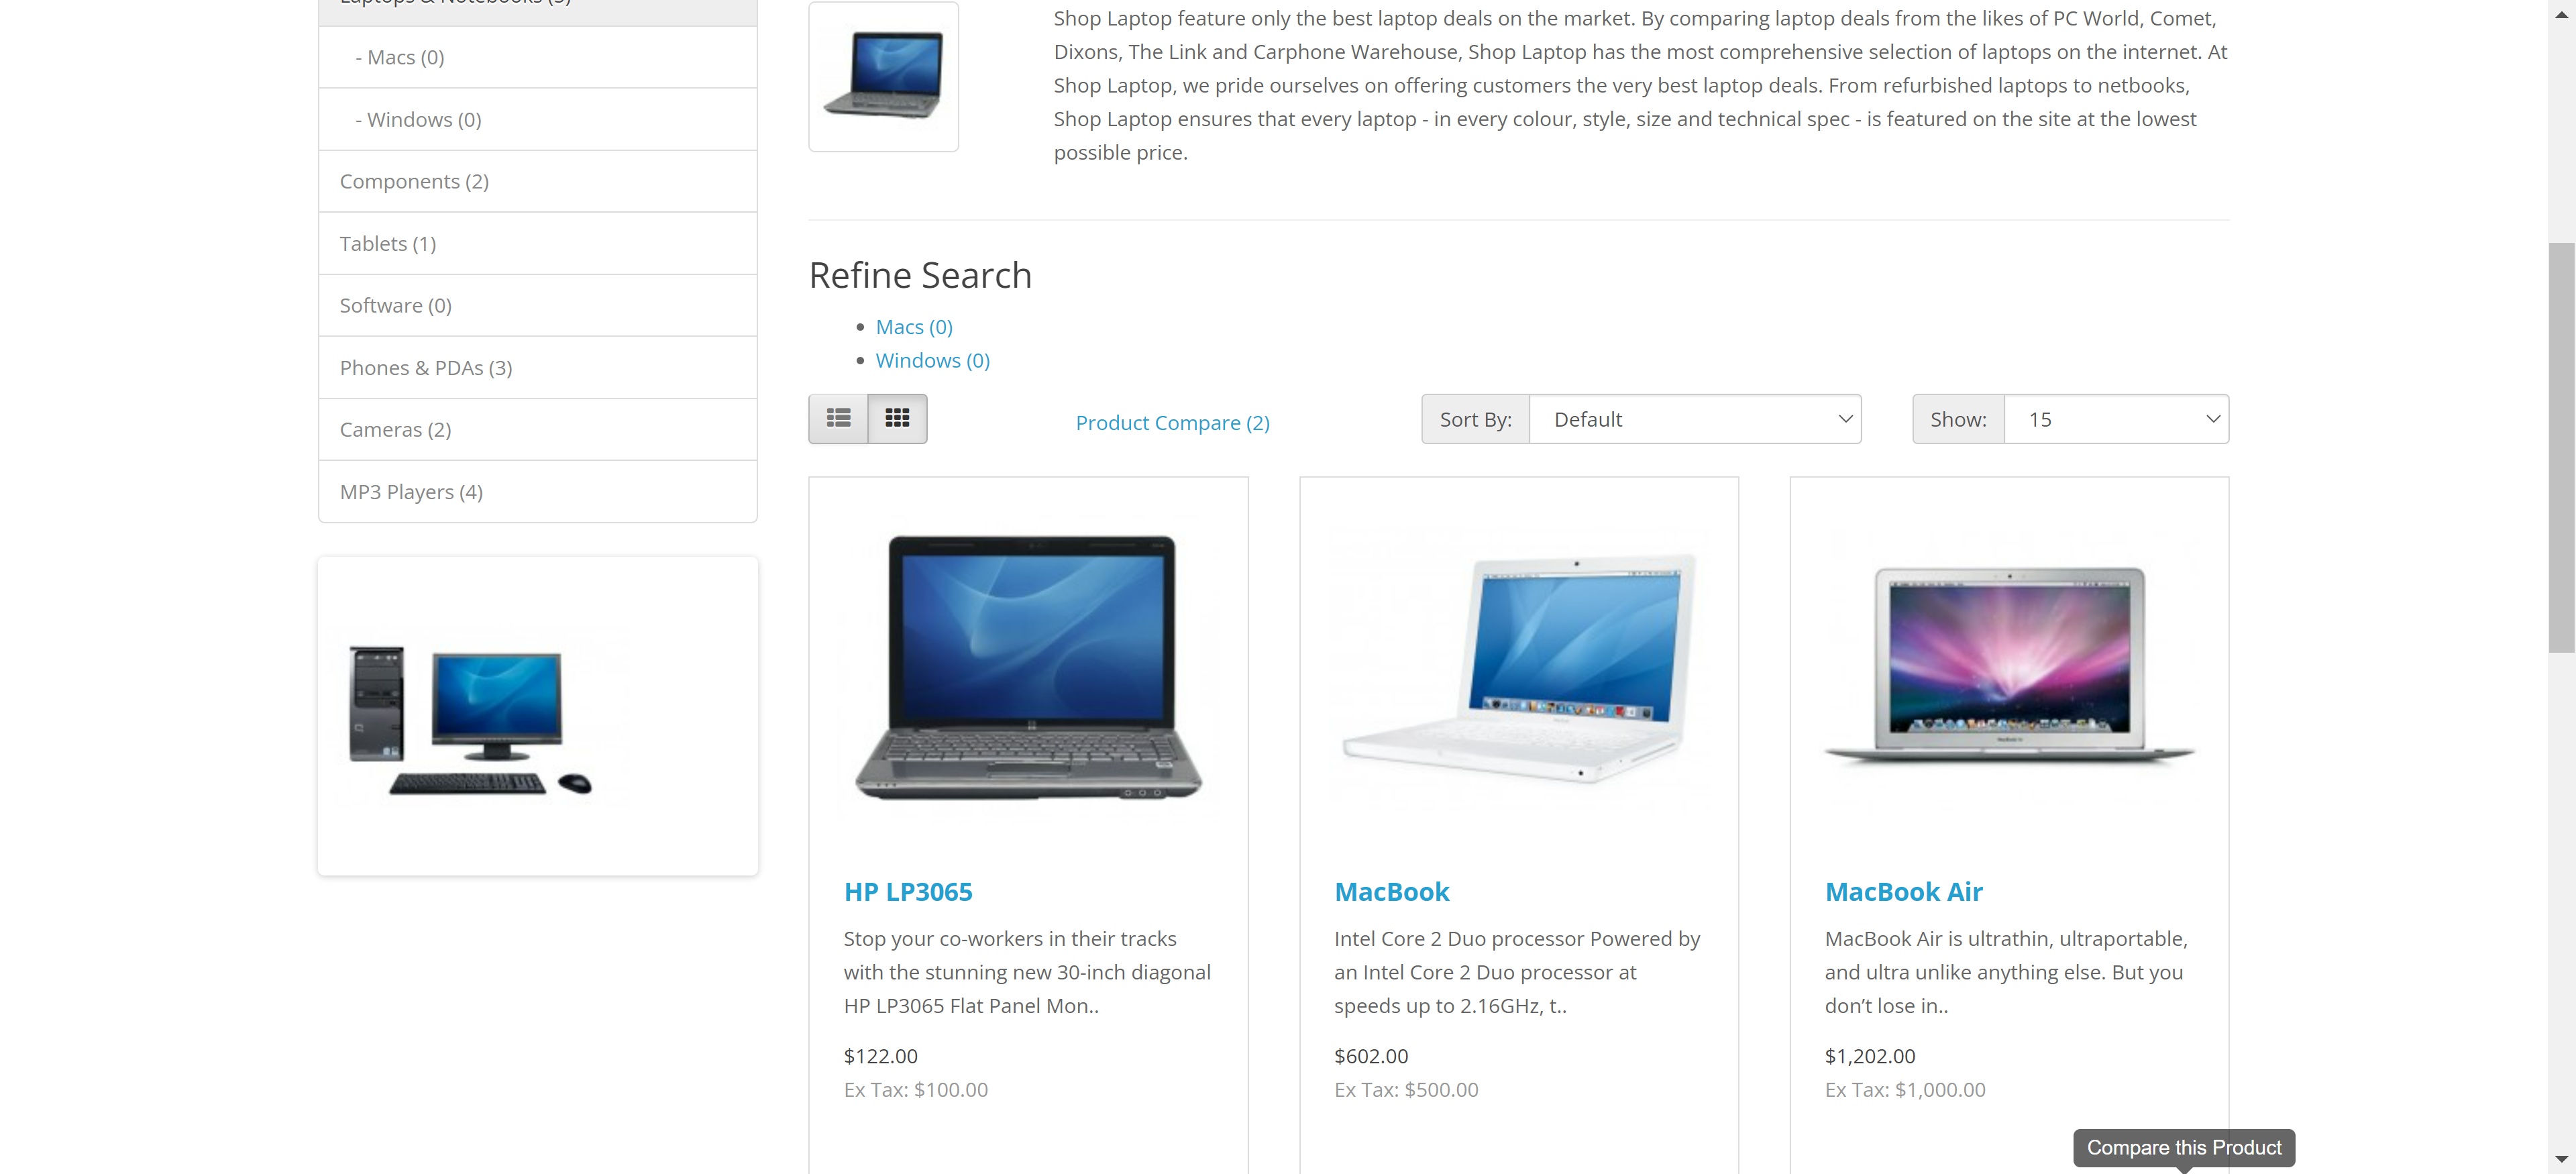 Laptops & Notebooks (5)
- Macs (0)
- Windows (0)
Components (2)
Tablets (1)
Software (0)
Phones & PDAs (3)
Cameras (2)
MP3 Players (4)
Shop Laptop feature only the best laptop deals on the market. By comparing laptop deals from the likes of PC World, Comet,
Dixons, The Link and Carphone Warehouse, Shop Laptop has the most comprehensive selection of laptops on the internet. At
Shop Laptop, we pride ourselves on offering customers the very best laptop deals. From refurbished laptops to netbooks,
Shop Laptop ensures that every laptop - in every colour, style, size and technical spec - is featured on the site at the lowest
possible price.
Refine Search
Macs (0)
Windows (0)
Product Compare (2)
Sort By: Default
Show: 15
HP LP3065
Stop your co-workers in their tracks
with the stunning new 30-inch diagonal
HP LP3065 Flat Panel Mon..
$122.00
Ex Tax: $100.00
MacBook
Intel Core 2 Duo processor Powered by
an Intel Core 2 Duo processor at
speeds up to 2.16GHz, t..
$602.00
Ex Tax: $500.00
MacBook Air
MacBook Air is ultrathin, ultraportable,
and ultra unlike anything else. But you
don’t lose in..
$1,202.00
Ex Tax: $1,000.00
Compare this Product